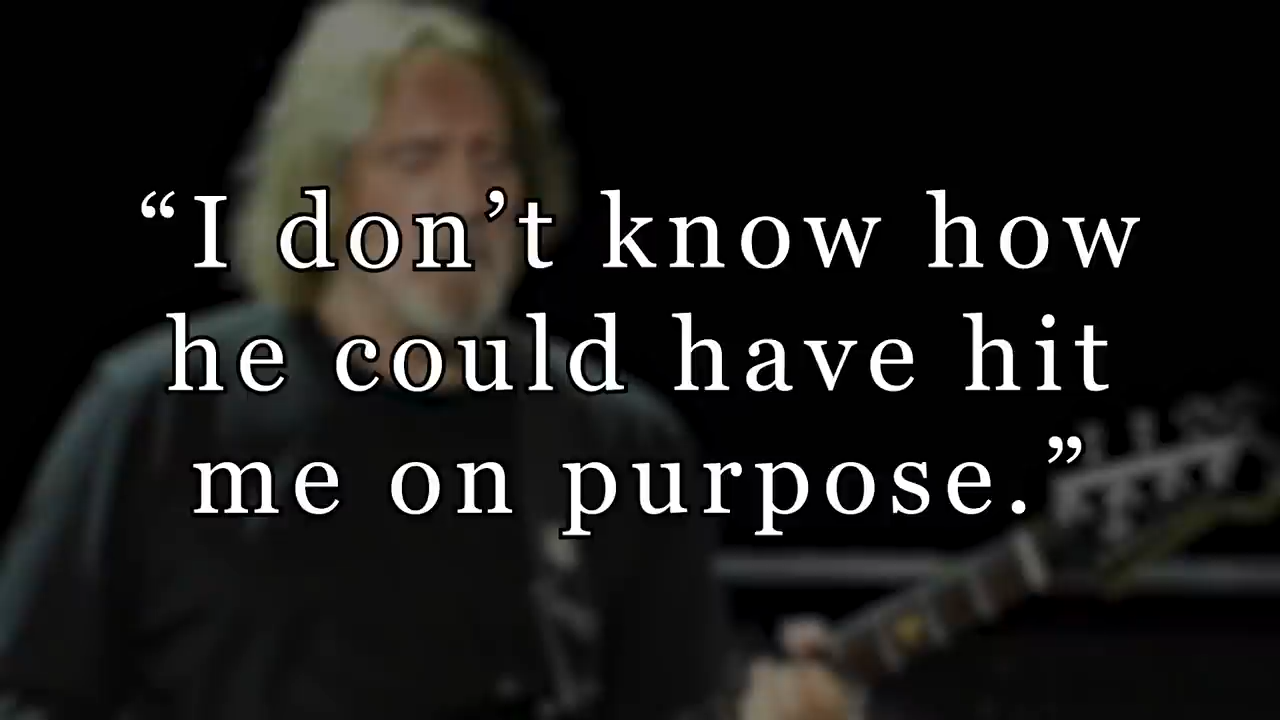 “I don’t know how
he could have hit
me on purpose.”